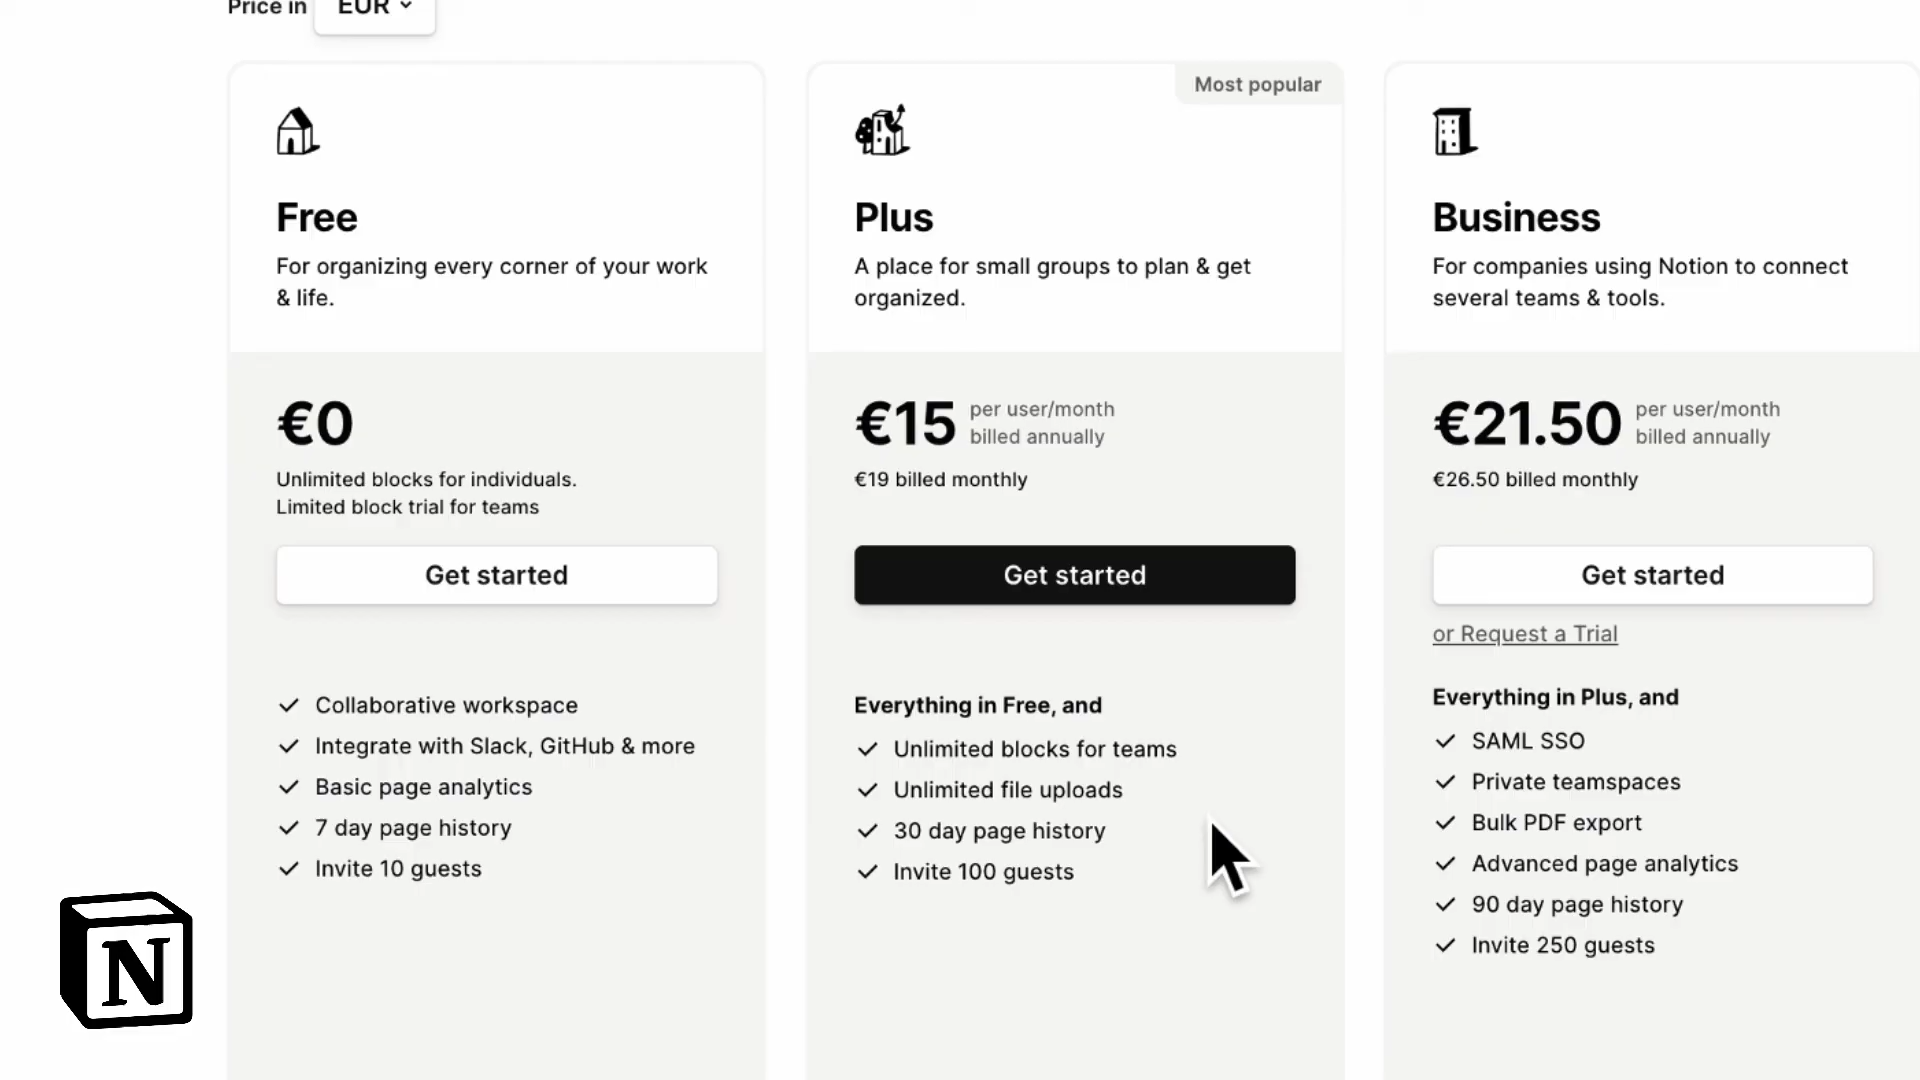 Price in EUR
Free
For organizing every corner of your work
& life.
€0
Unlimited blocks for individuals.
Limited block trial for teams
Get started
Collaborative workspace
Integrate with Slack, GitHub & more
Basic page analytics
7 day page history
Invite 10 guests
Most popular
Plus
A place for small groups to plan & get
organized.
€15 per user/month
billed annually
€19 billed monthly
Get started
Everything in Free, and
Unlimited blocks for teams
Unlimited file uploads
30 day page history
Invite 100 guests
Business
For companies using Notion to connect
several teams & tools.
€21.50 per user/month
billed annually
€26.50 billed monthly
Get started
or Request a Trial
Everything in Plus, and
SAML SSO
Private teamspaces
Bulk PDF export
Advanced page analytics
90 day page history
Invite 250 guests
N